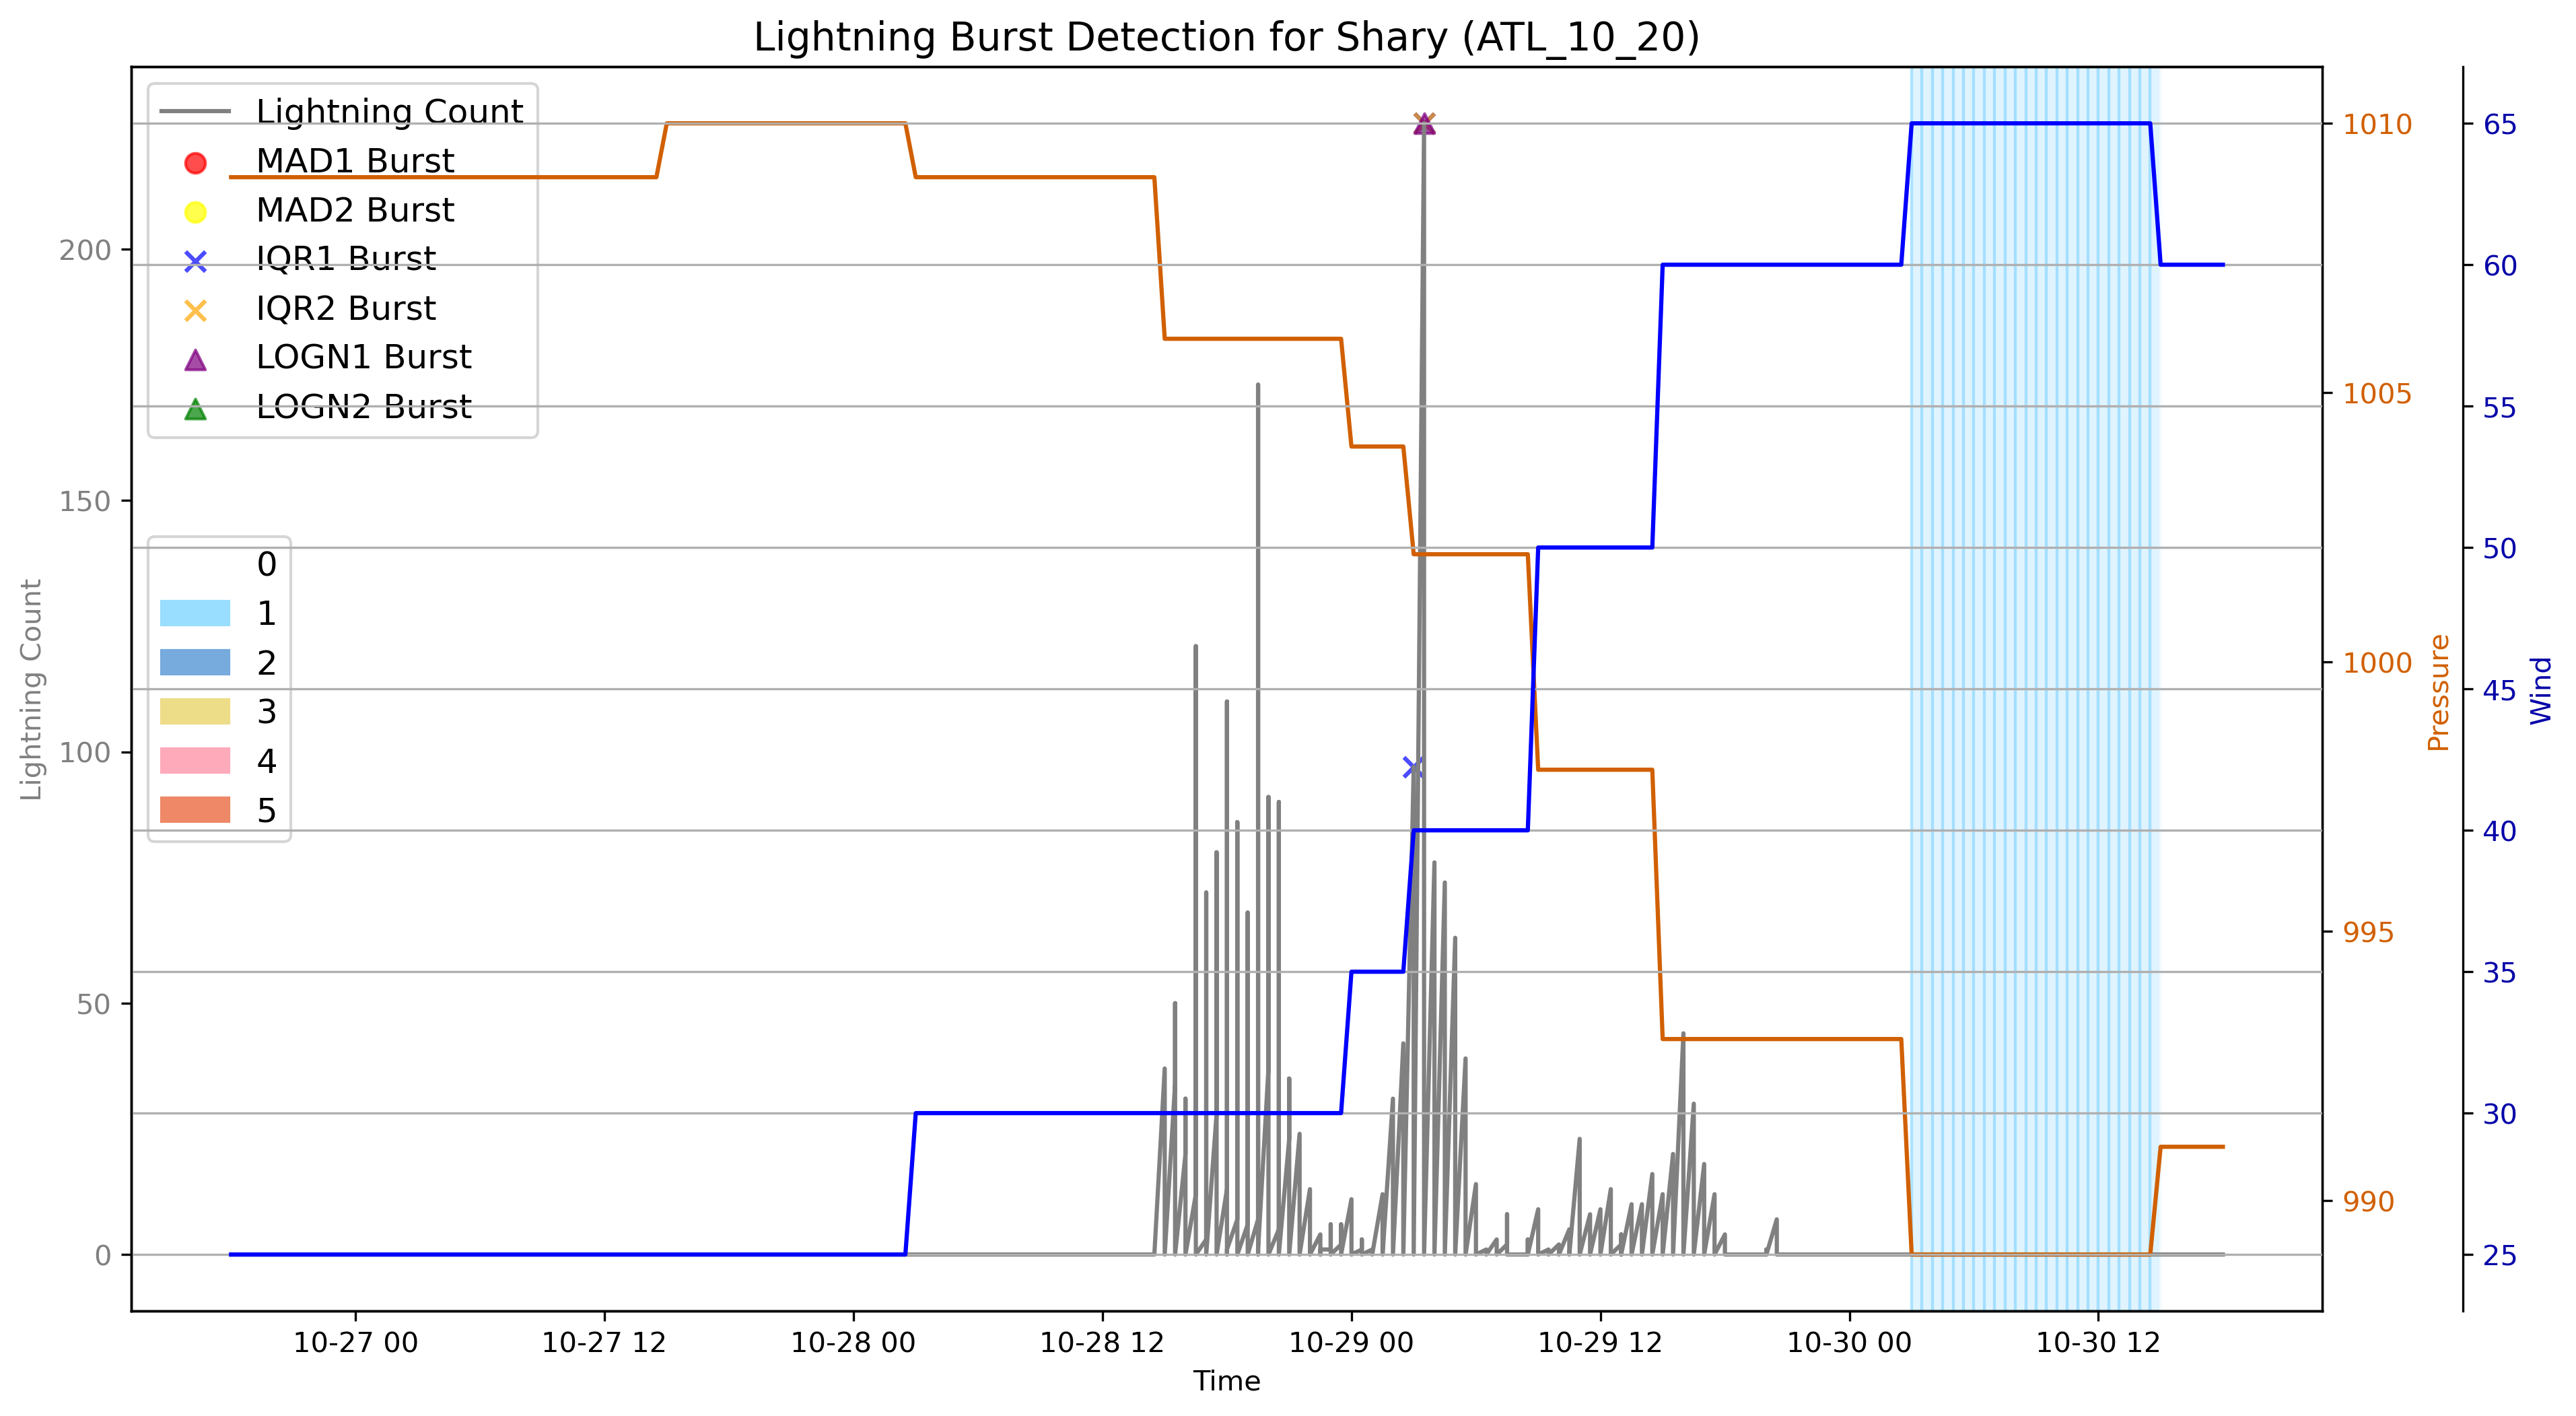 Lightning Burst Detection for Shary (ATL_10_20)
Lightning Count
MAD1 Burst
MAD2 Burst
IQR1 Burst
IQR2 Burst
LOGN1 Burst
LOGN2 Burst
0
1
2
3
4
5
Lightning Count
200
150
100
50
0
1010
1005
1000
995
990
Pressure
65
60
55
50
45
40
35
30
25
Wind
10-27 00 10-27 12 10-28 00 10-28 12 10-29 00 10-29 12 10-30 00 10-30 12
Time